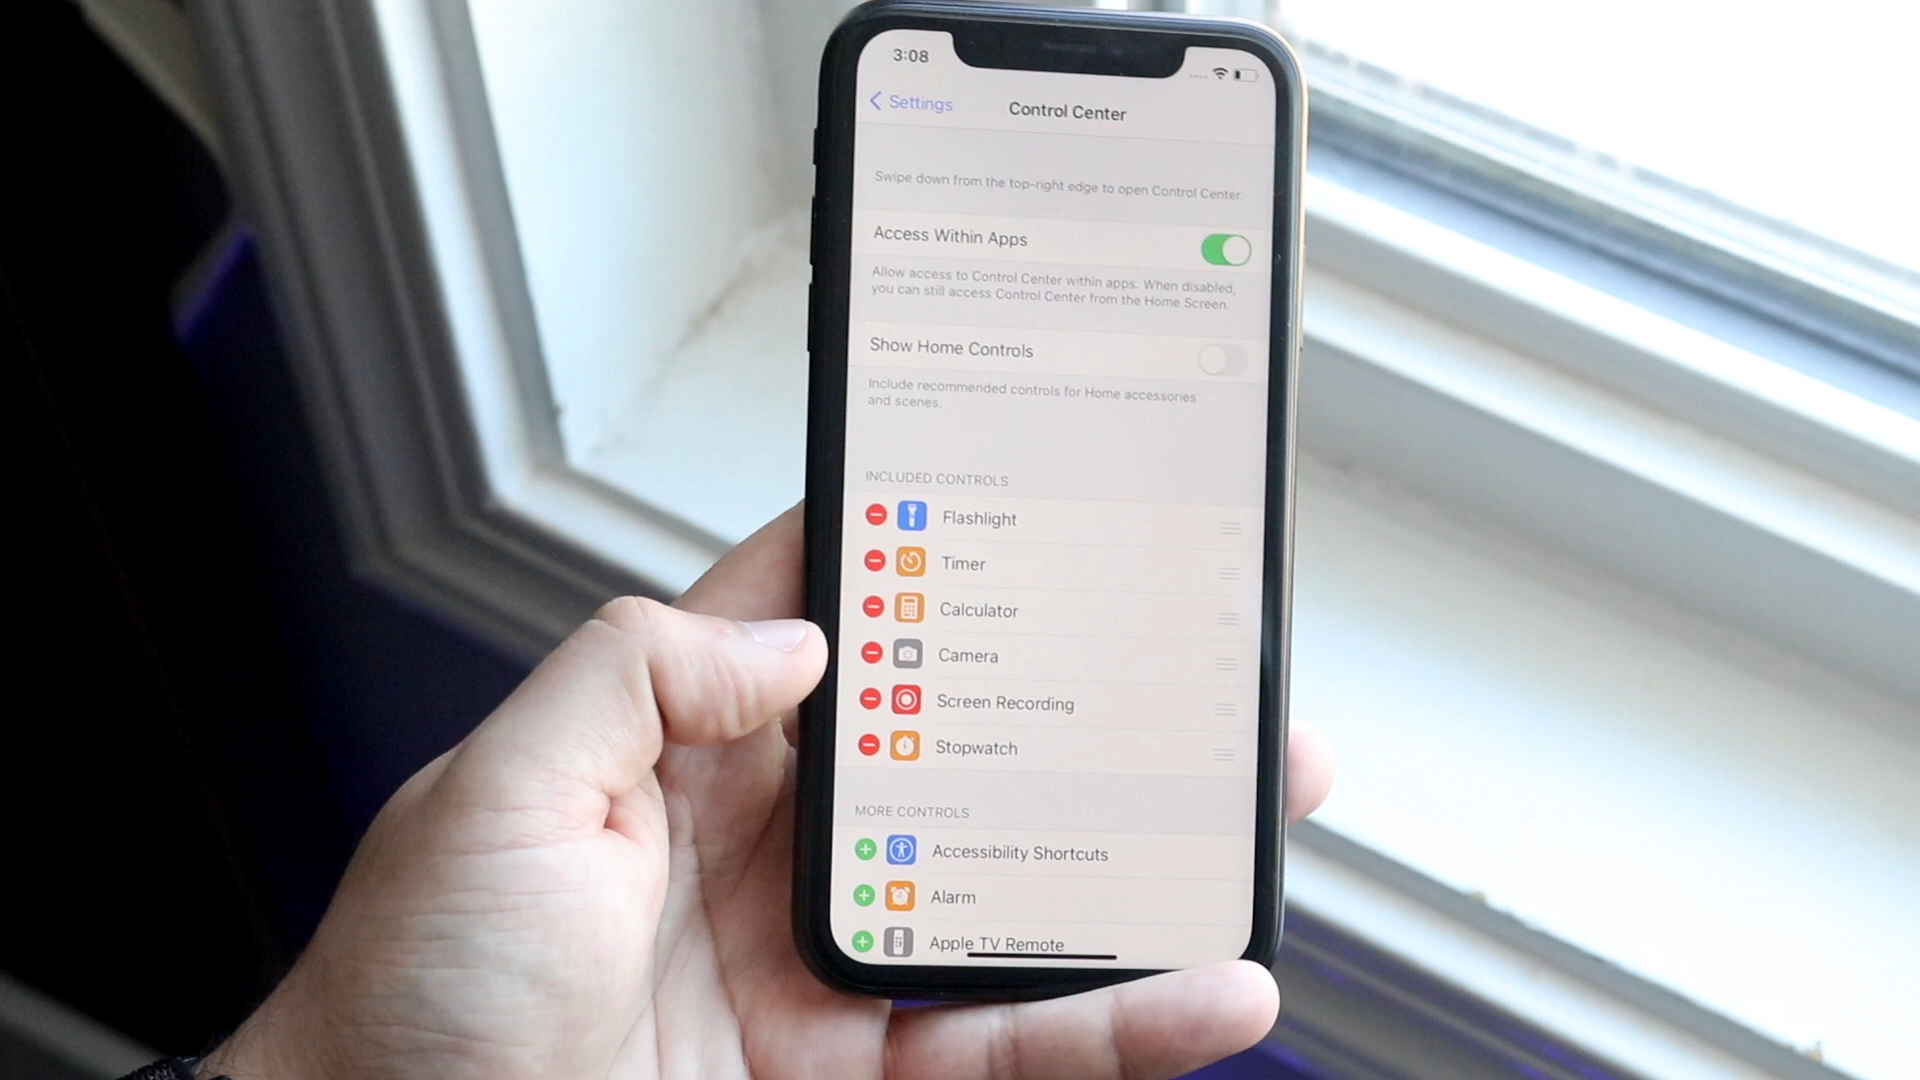 3:08
Settings
Control Center
Swipe down from the top-right edge to open Control Center.
Access Within Apps
Allow access to Control Center within apps. When disabled,
you can still access Control Center from the Home Screen.
Show Home Controls
Include recommended controls for Home accessories
and scenes.
INCLUDED CONTROLS
Flashlight
Timer
Calculator
Camera
Screen Recording
Stopwatch
MORE CONTROLS
Accessibility Shortcuts
Alarm
Apple TV Remote